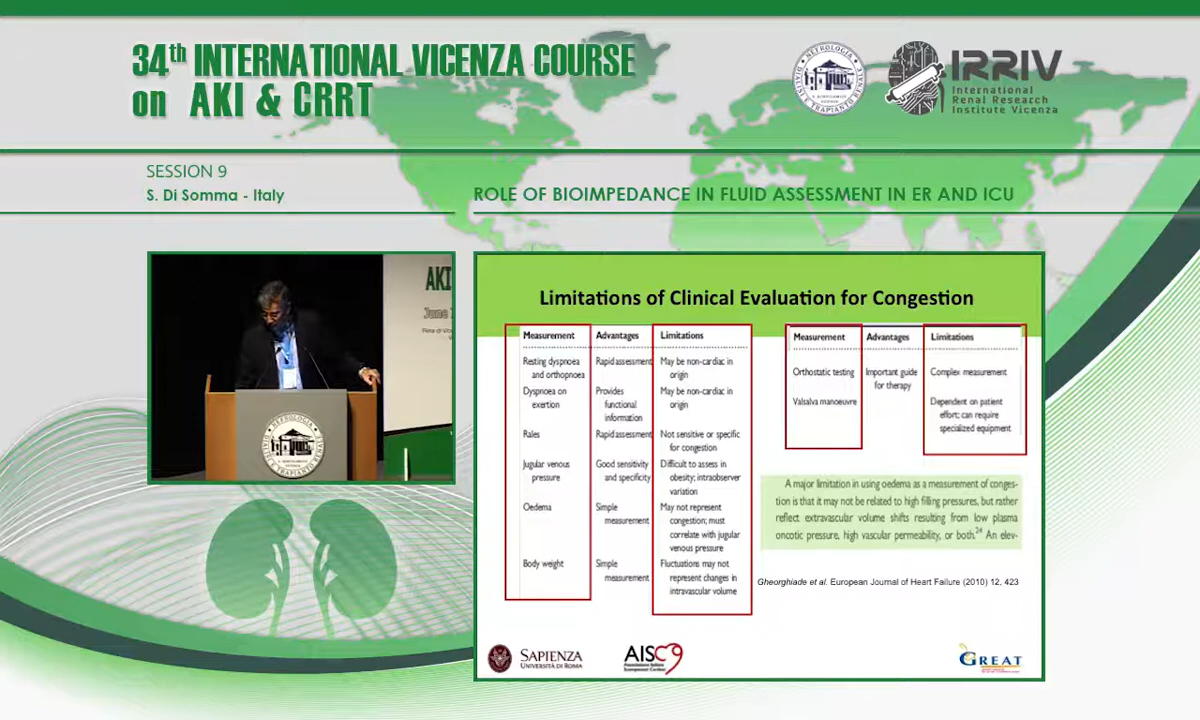 34th INTERNATIONAL VICENZA COURSE
on AKI & CRRT
IRRIV
International
Renal Research
Institute Vicenza
SESSION 9
S. Di Somma - Italy
ROLE OF BIOIMPEDANCE IN FLUID ASSESSMENT IN ER AND ICU
AKI
June
Limitations of Clinical Evaluation for Congestion
Measurement Advantages Limitations
Resting dyspnoea Rapid assessment May be non-cardiac in
and orthopnoea origin
Dyspnoea on Provides May be non-cardiac in
exertion functional origin
information
Rales Rapid assessment Not sensitive or specific
for congestion
Jugular venous Good sensitivity Difficult to assess in
pressure and specificity obesity; intraobserver
variation
Oedema Simple May not represent
measurement congestion; must
correlate with jugular
venous pressure
Body weight Simple Fluctuations may not
measurement represent changes in
intravascular volume
Measurement Advantages Limitations
Orthostatic testing Important guide Complex measurement
for therapy
Valsalva manoeuvre Dependent on patient
effort; can require
specialized equipment
A major limitation in using oedema as a measurement of conges-
tion is that it may not be related to high filling pressures, but rather
reflect extravascular volume shifts resulting from low plasma
oncotic pressure, high vascular permeability, or both.24 An elev-
Gheorghiade et al. European Journal of Heart Failure (2010) 12, 423
SAPIENZA
UNIVERSITÀ DI ROMA
AISC
GREAT